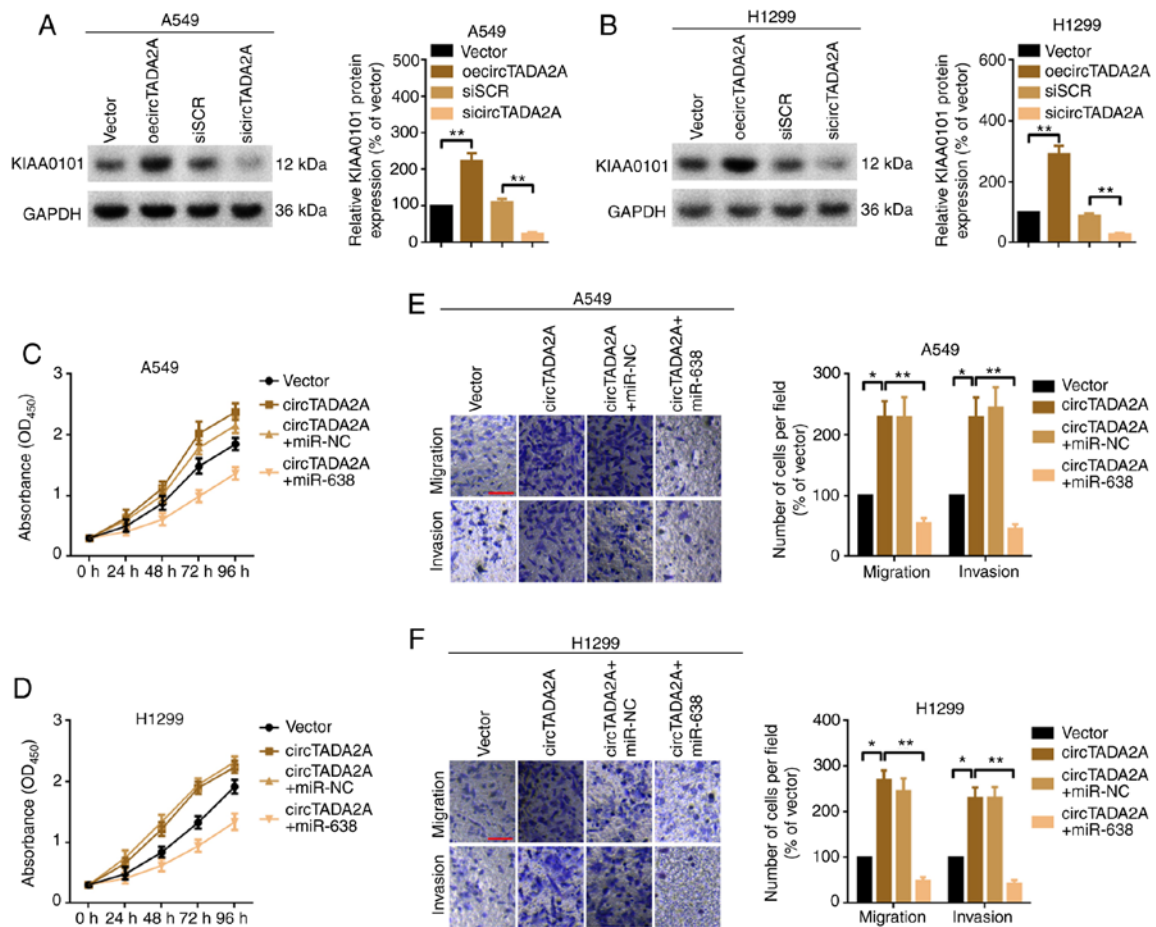 A
A549
Vector
oecircTADA2A
siSCR
sicircTADA2A
KIAA0101
12 kDa
GAPDH
36 kDa
A549
Vector
oecircTADA2A
siSCR
sicircTADA2A
Relative KIAA0101 protein
expression (% of vector)
500
400
300
200
100
0
**
**
B
H1299
Vector
oecircTADA2A
siSCR
sicircTADA2A
KIAA0101
12 kDa
GAPDH
36 kDa
H1299
Vector
oecircTADA2A
siSCR
sicircTADA2A
Relative KIAA0101 protein
expression (% of vector)
600
400
200
0
**
**
C
A549
Absorbance (OD450)
3
2
1
0
0 h 24 h 48 h 72 h 96 h
Vector
circTADA2A
circTADA2A
+miR-NC
circTADA2A
+miR-638
E
A549
Vector
circTADA2A
circTADA2A
+miR-NC
circTADA2A+
miR-638
Migration
Invasion
A549
Number of cells per field
(% of vector)
300
200
100
0
* **
* **
Migration Invasion
Vector
circTADA2A
circTADA2A
+miR-NC
circTADA2A
+miR-638
D
H1299
Absorbance (OD450)
3
2
1
0
0 h 24 h 48 h 72 h 96 h
Vector
circTADA2A
circTADA2A
+miR-NC
circTADA2A
+miR-638
F
H1299
Vector
circTADA2A
circTADA2A+
miR-NC
circTADA2A+
miR-638
Migration
Invasion
H1299
Number of cells per field
(% of vector)
400
300
200
100
0
* **
* **
Migration Invasion
Vector
circTADA2A
circTADA2A
+miR-NC
circTADA2A
+miR-638